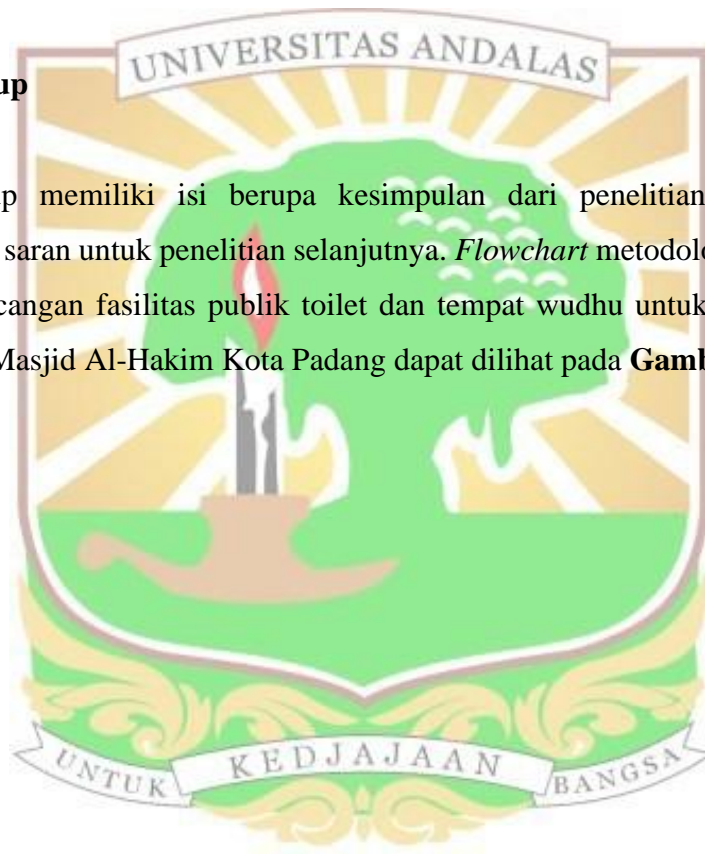 UNIVERSITAS ANDALAS
up
p memiliki isi berupa kesimpulan dari penelitian
saran untuk penelitian selanjutnya. Flowchart metodolo
cangan fasilitas publik toilet dan tempat wudhu untuk
Masjid Al-Hakim Kota Padang dapat dilihat pada Gamb
UNTUK KEDJAJAAN BANGSA